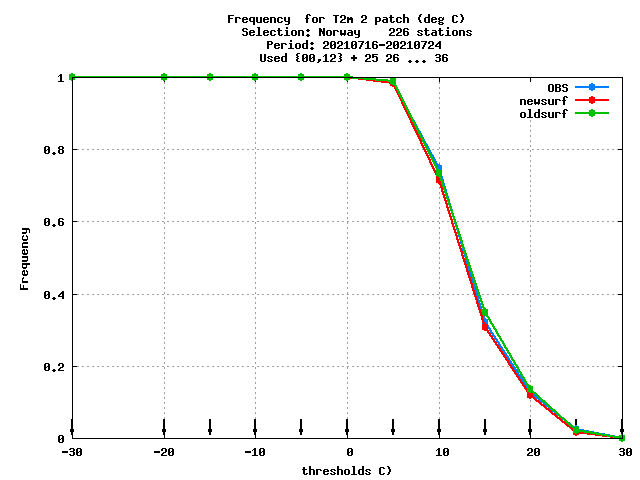 Frequency  for T2m 2 patch (deg C)
Selection: Norway    226 stations
Period: 20210716-20210724
Used {00,12} + 25 26 ... 36
OBS
newsurf
oldsurf
1
0.8
0.6
0.4
0.2
0
Frequency
-30 -20 -10 0 10 20 30
thresholds C)